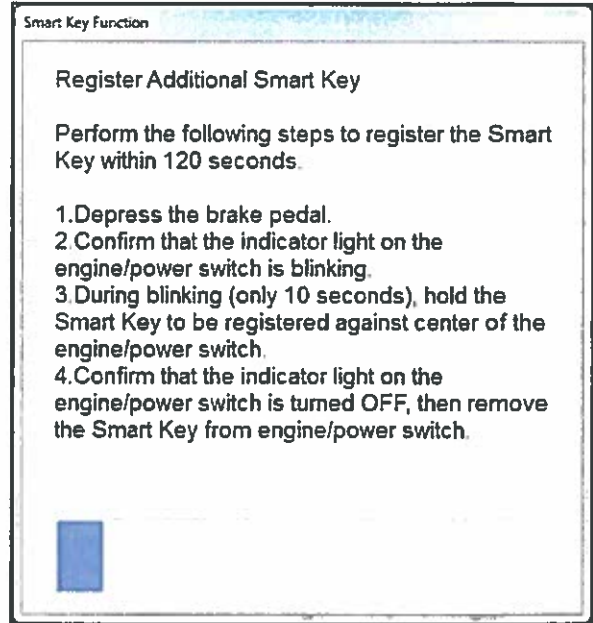 Smart Key Function
Register Additional Smart Key
Perform the following steps to register the Smart
Key within 120 seconds.
1.Depress the brake pedal.
2.Confirm that the indicator light on the
engine/power switch is blinking.
3.During blinking (only 10 seconds), hold the
Smart Key to be registered against center of the
engine/power switch.
4.Confirm that the indicator light on the
engine/power switch is turned OFF, then remove
the Smart Key from engine/power switch.